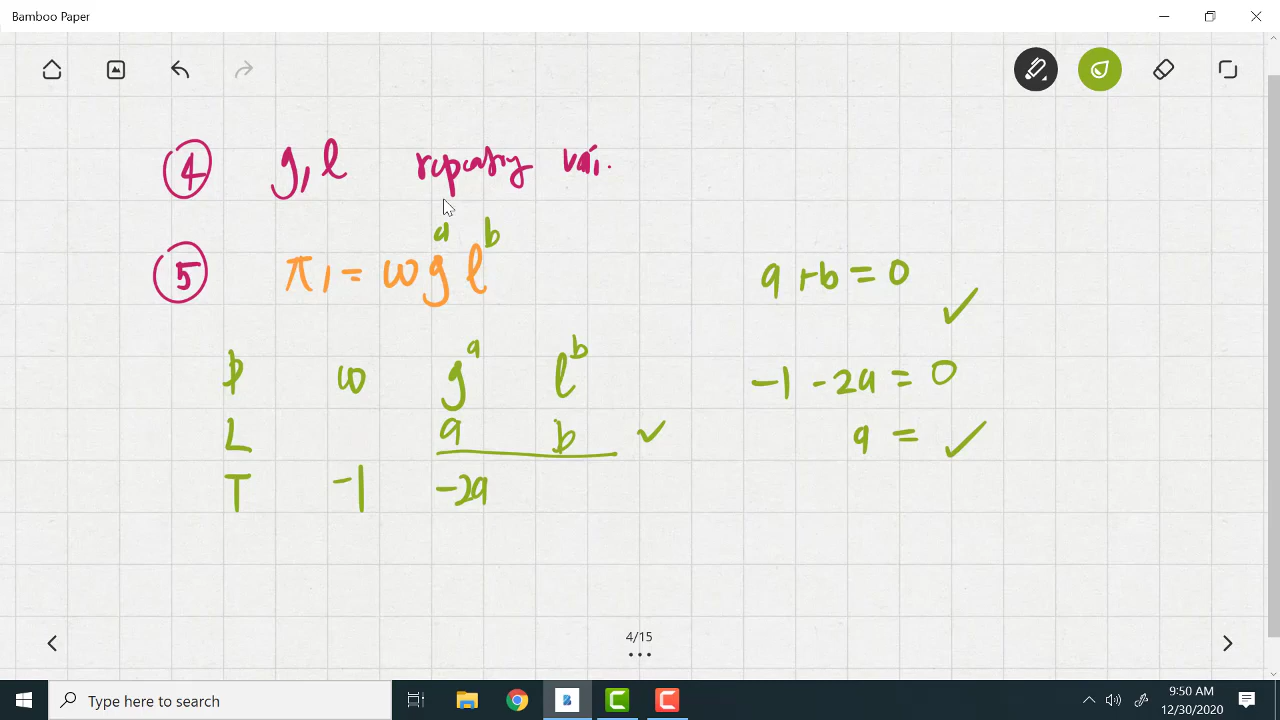 Bamboo Paper
④ g, l repeating var.
⑤ π1 = ω g^a l^b
a + b = 0 ✓
P ω g^a l^b
-1 - 2a = 0
L a b ✓
a = ✓
T -1 -2a
4/15
Type here to search
9:50 AM
12/30/2020